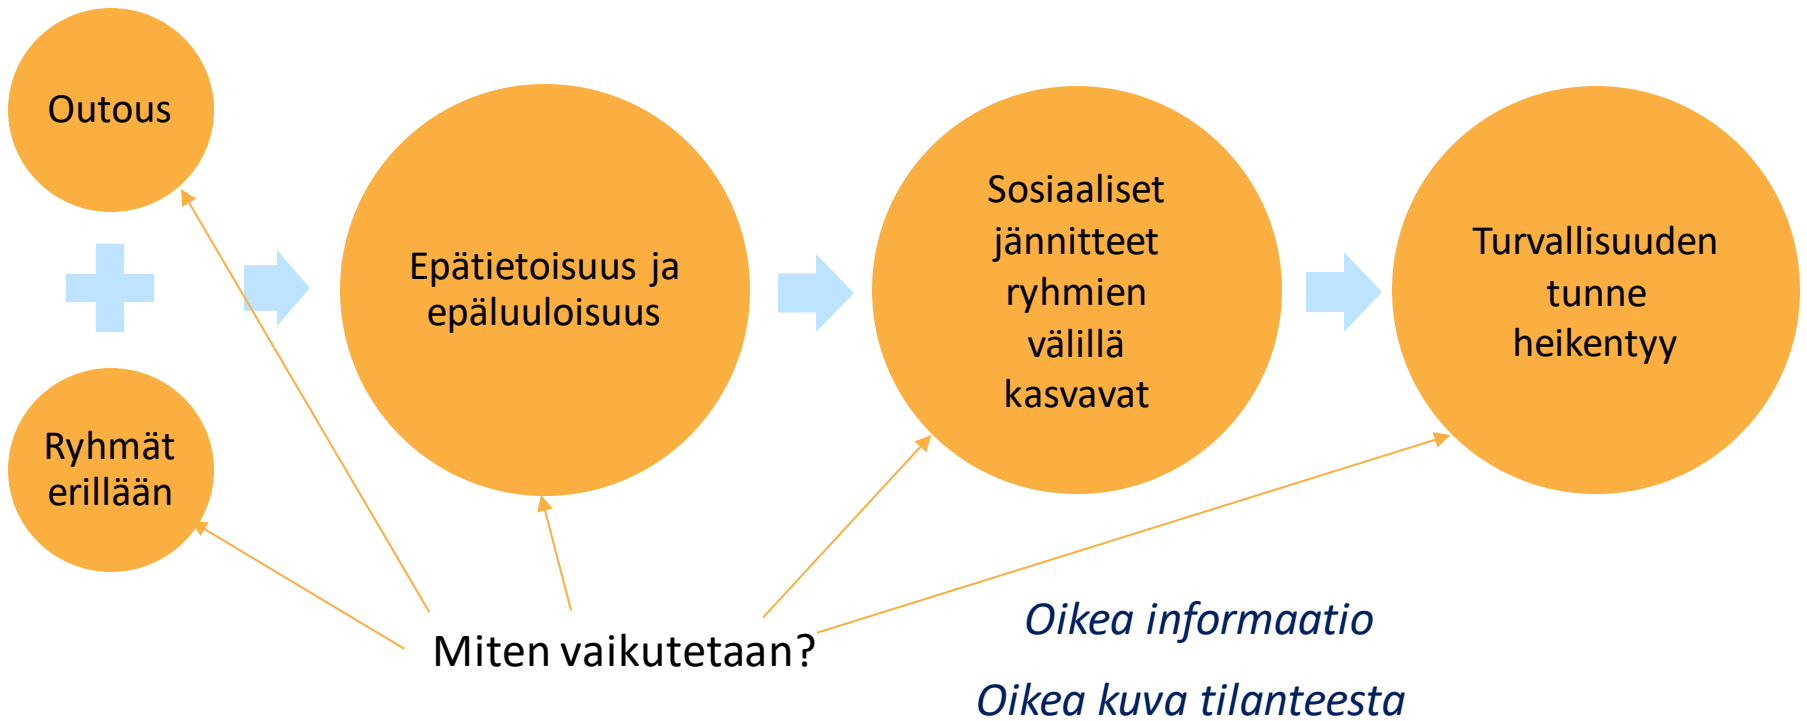 Outous
Ryhmät
erillään
Epätietoisuus ja
epäluuloisuus
Sosiaaliset
jännitteet
ryhmien
välillä
kasvavat
Turvallisuuden
tunne
heikentyy
Miten vaikutetaan?
Oikea informaatio
Oikea kuva tilanteesta